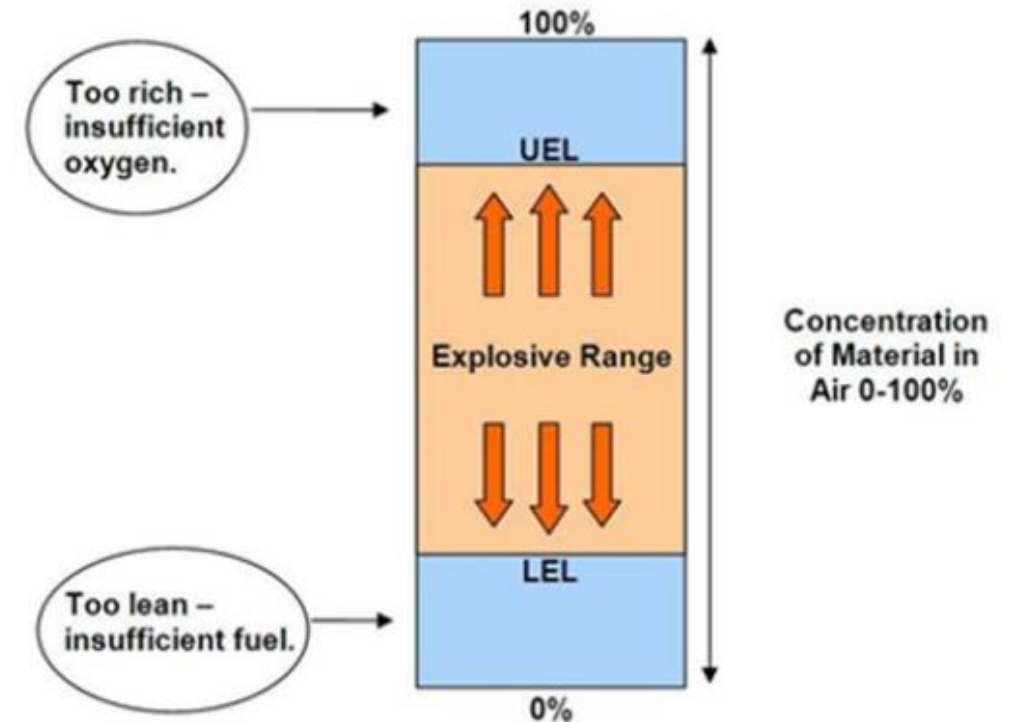 100%
Too rich –
insufficient
oxygen.
UEL
Explosive Range
Concentration
of Material in
Air 0-100%
LEL
Too lean –
insufficient fuel.
0%